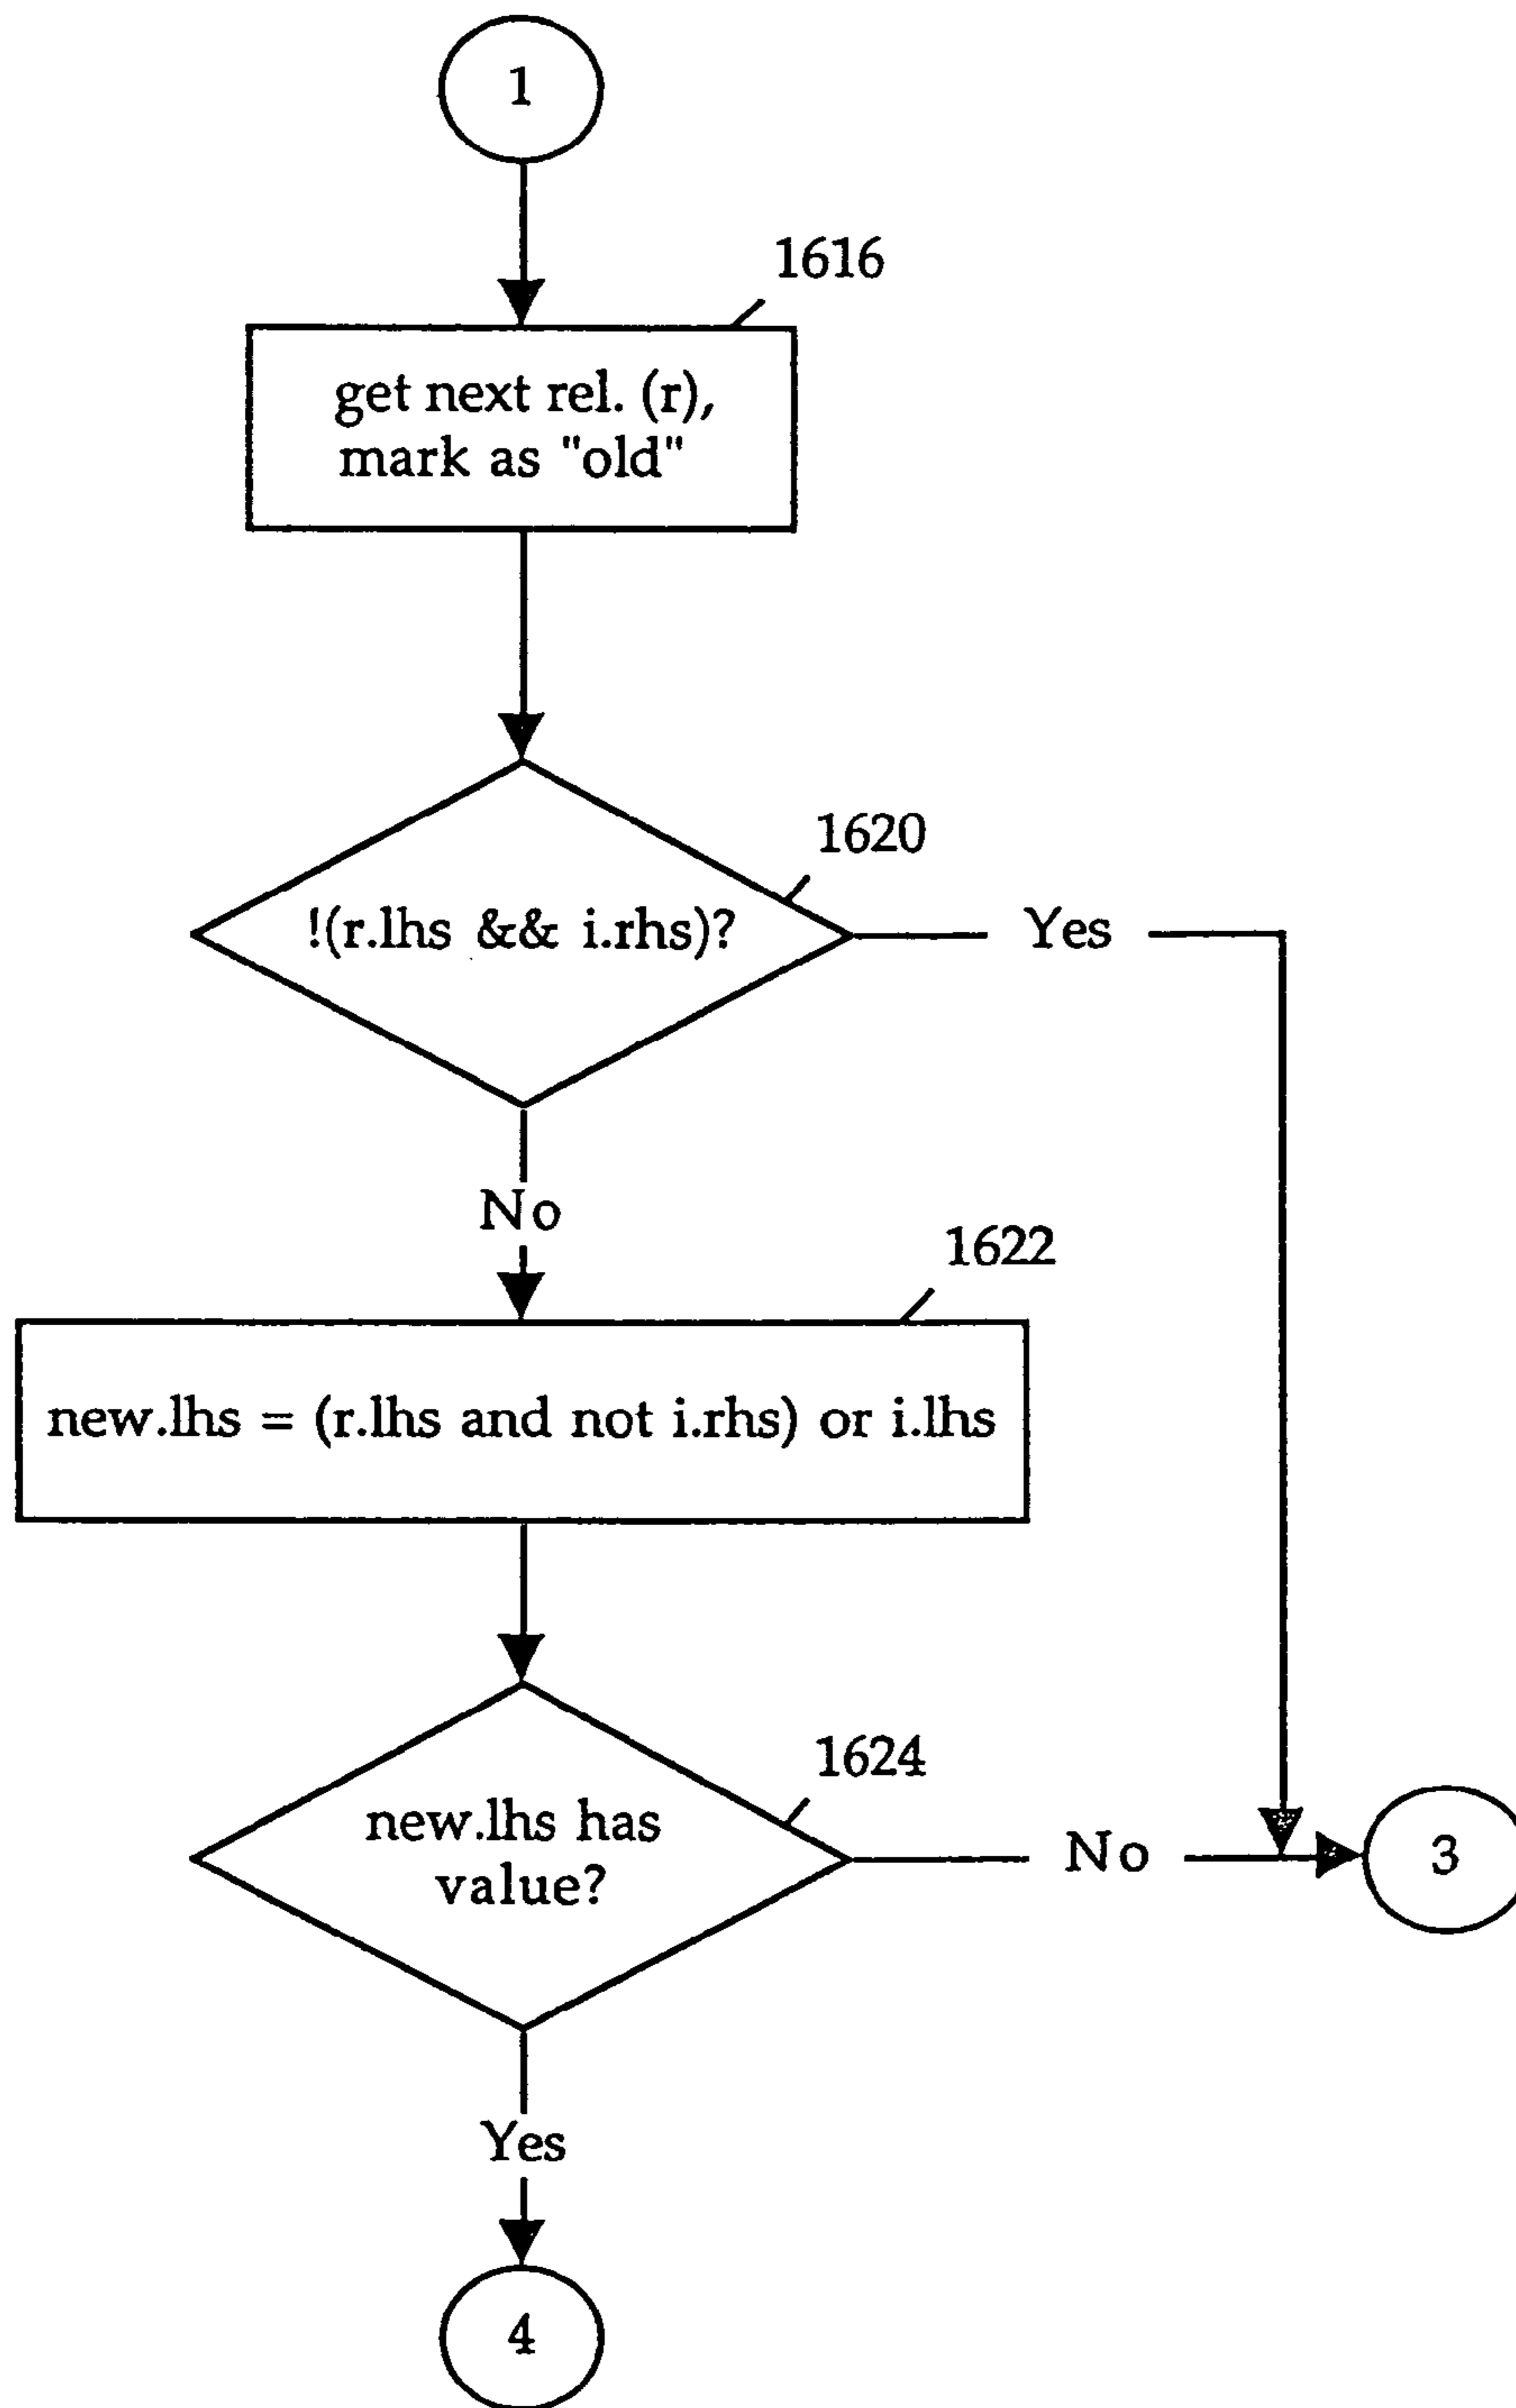 1
1616
get next rel. (r),
mark as "old"
1620
!(r.lhs && i.rhs)?
Yes
No
1622
new.lhs = (r.lhs and not i.rhs) or i.lhs
1624
new.lhs has
value?
No
3
Yes
4